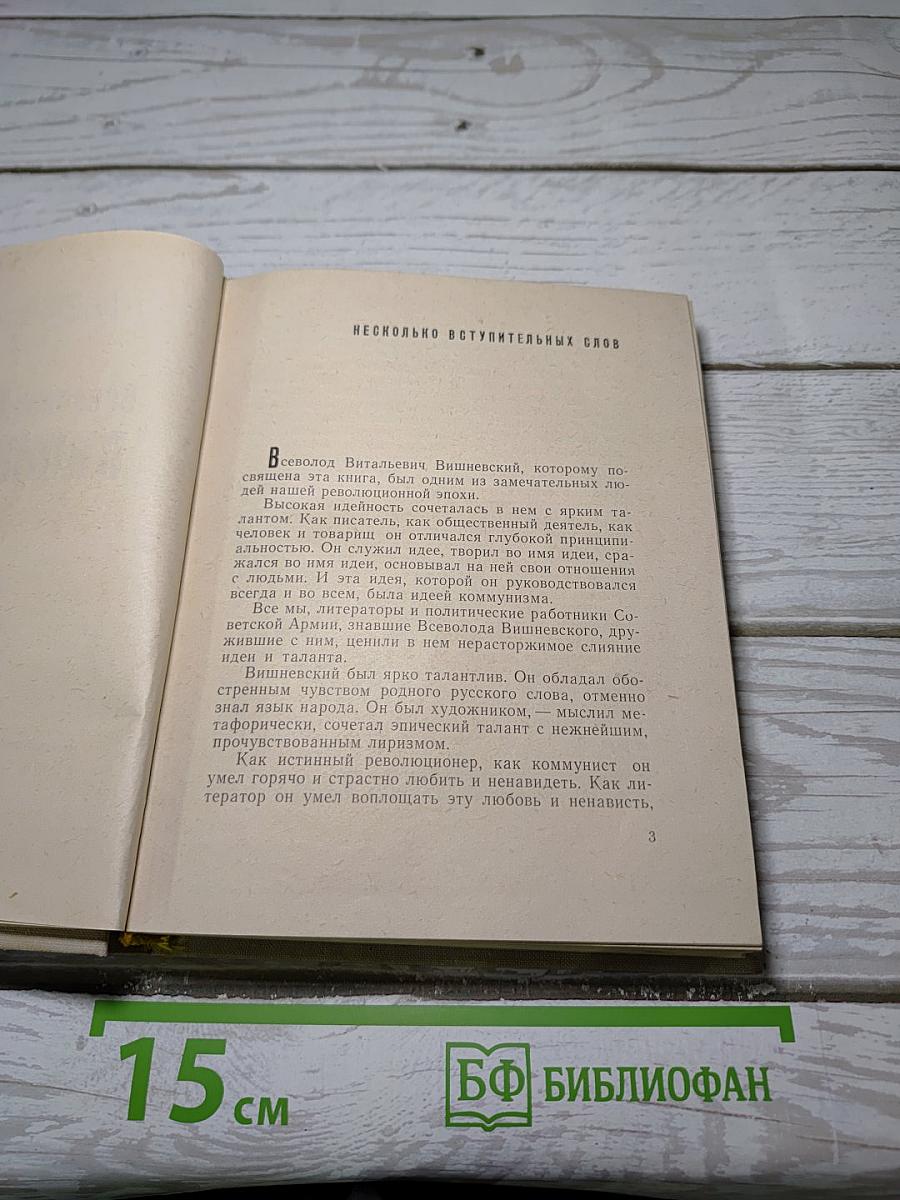 НЕСКОЛЬКО ВСТУПИТЕЛЬНЫХ СЛОВ
Всеволод Витальевич Вишневский, которому по-
священа эта книга, был одним из замечательных лю-
дей нашей революционной эпохи.
Высокая идейность сочеталась в нем с ярким та-
лантом. Как писатель, как общественный деятель, как
человек и товарищ он отличался глубокой принципи-
альностью. Он служил идее, творил во имя идеи, сра-
жался во имя идеи, основывал на ней свои отношения
с людьми. И эта идея, которой он руководствовался
всегда и во всем, была идеей коммунизма.
Все мы, литераторы и политические работники Со-
ветской Армии, знавшие Всеволода Вишневского, дру-
жившие с ним, ценили в нем нерасторжимое слияние
идеи и таланта.
Вишневский был ярко талантлив. Он обладал обо-
стренным чувством родного русского слова, отменно
знал язык народа. Он был художником, — мыслил ме-
тафорически, сочетал эпический талант с нежнейшим,
прочувствованным лиризмом.
Как истинный революционер, как коммунист он
умел горячо и страстно любить и ненавидеть. Как ли-
тератор он умел воплощать эту любовь и ненависть,
3
15 см
БФ БИБЛИОФАН